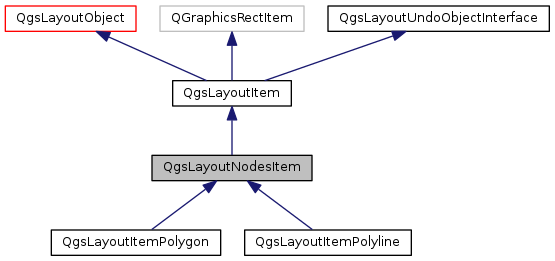 QgsLayoutObject
QGraphicsRectItem
QgsLayoutUndoObjectInterface
QgsLayoutItem
QgsLayoutNodesItem
QgsLayoutItemPolygon
QgsLayoutItemPolyline